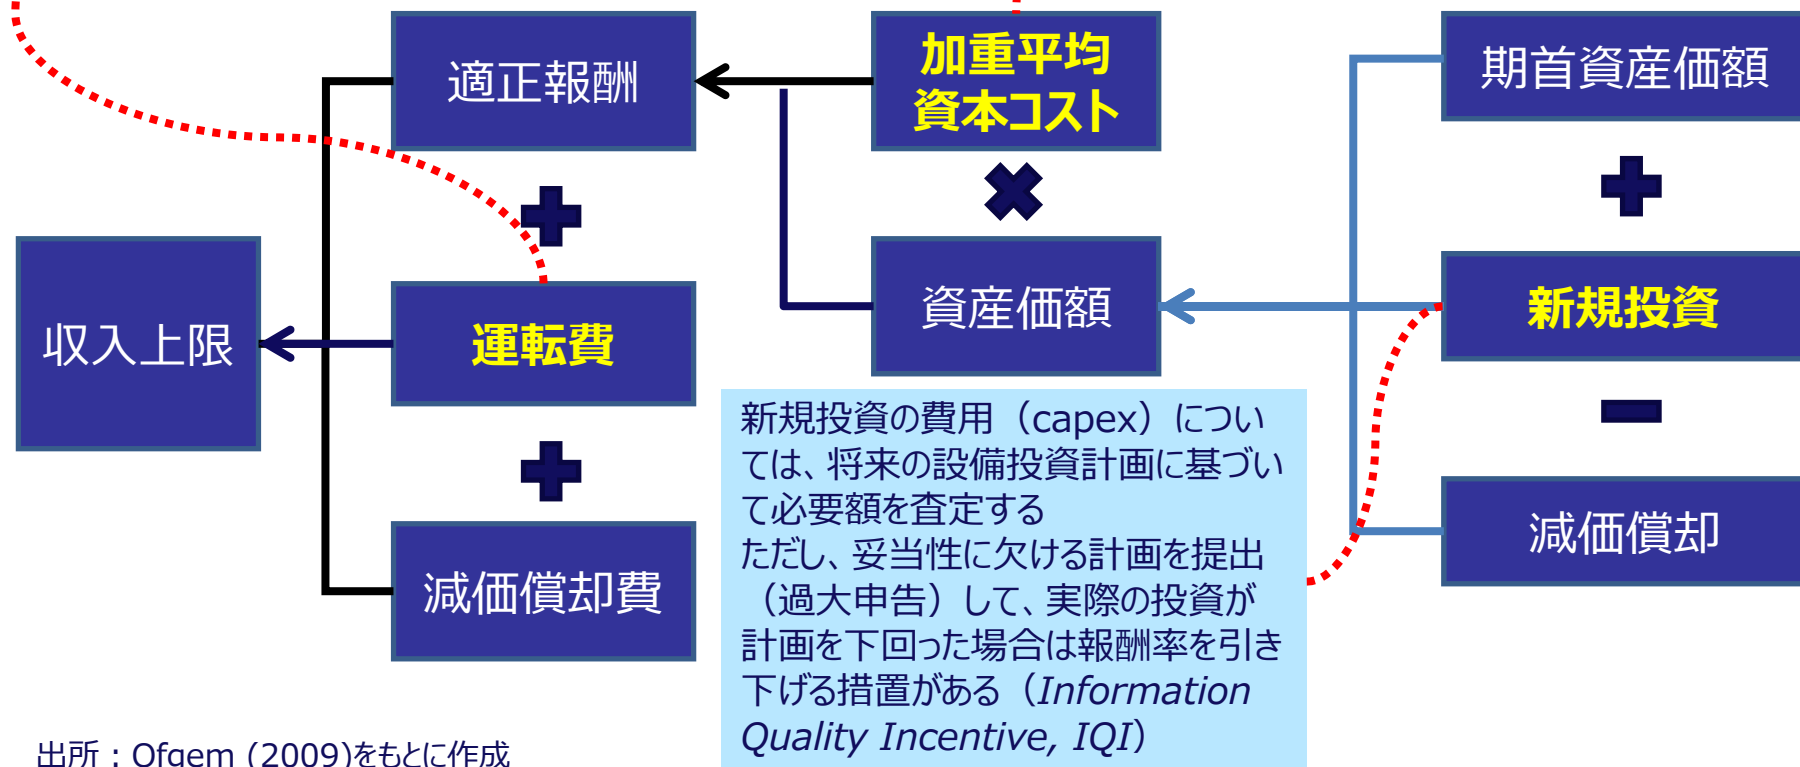 適正報酬
加重平均
資本コスト
期首資産価額
収入上限
運転費
資産価額
新規投資
減価償却費
新規投資の費用（capex）につい
ては、将来の設備投資計画に基づい
て必要額を査定する
ただし、妥当性に欠ける計画を提出
（過大申告）して、実際の投資が
計画を下回った場合は報酬率を引き
下げる措置がある（Information
Quality Incentive, IQI）
減価償却
出所：Ofgem (2009)をもとに作成